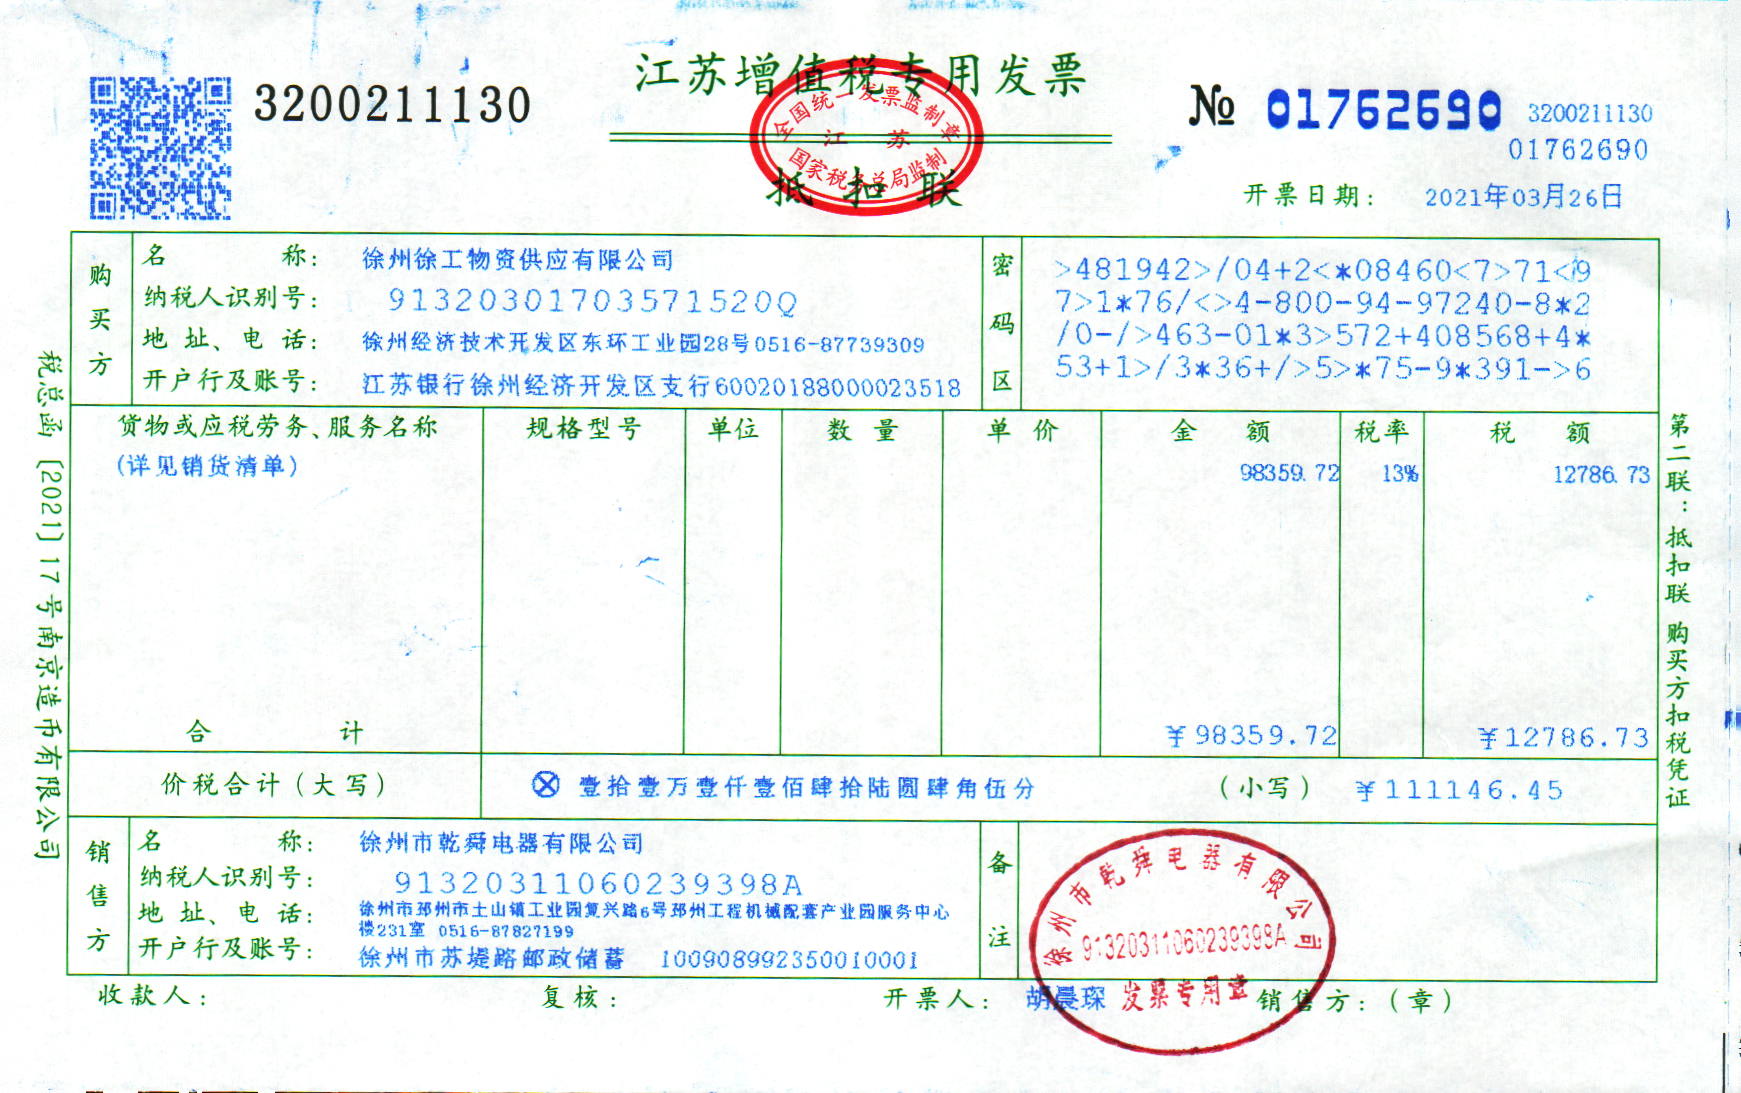 江苏增值税专用发票
3200211130
全国统一发票监制章
江 苏
国家税务总局监制
抵 扣 联
№ 01762690
3200211130
01762690
开票日期： 2021年03月26日
购买方
名 称： 徐州徐工物资供应有限公司
纳税人识别号： 91320301703571520Q
地 址、电 话： 徐州经济技术开发区东环工业园28号0516-87739309
开户行及账号： 江苏银行徐州经济开发区支行60020188000023518
密码区
>481942>/04+2<*08460<7>71<9
7>1*76/<>4-800-94-97240-8*2
/0-/>463-01*3>572+408568+4*
53+1>/3*36+/>5>*75-9*391->6
货物或应税劳务、服务名称 规格型号 单位 数 量 单 价 金 额 税率 税 额
(详见销货清单) 98359.72 13% 12786.73
合 计 ￥98359.72 ￥12786.73
价税合计（大写） ⊗ 壹拾壹万壹仟壹佰肆拾陆圆肆角伍分 （小写） ￥111146.45
销售方
名 称： 徐州市乾舜电器有限公司
纳税人识别号： 91320311060239398A
地 址、电 话： 徐州市邳州市土山镇工业园复兴路6号邳州工程机械配套产业园服务中心
楼231室 0516-87827199
开户行及账号： 徐州市苏堤路邮政储蓄 100908992350010001
备注
徐州市乾舜电器有限公司
91320311060239399A
发票专用章
收款人： 复核： 开票人： 胡晨琛 销售方：（章）
税总函〔2021〕17号南京造币有限公司
第二联：抵扣联 购买方扣税凭证